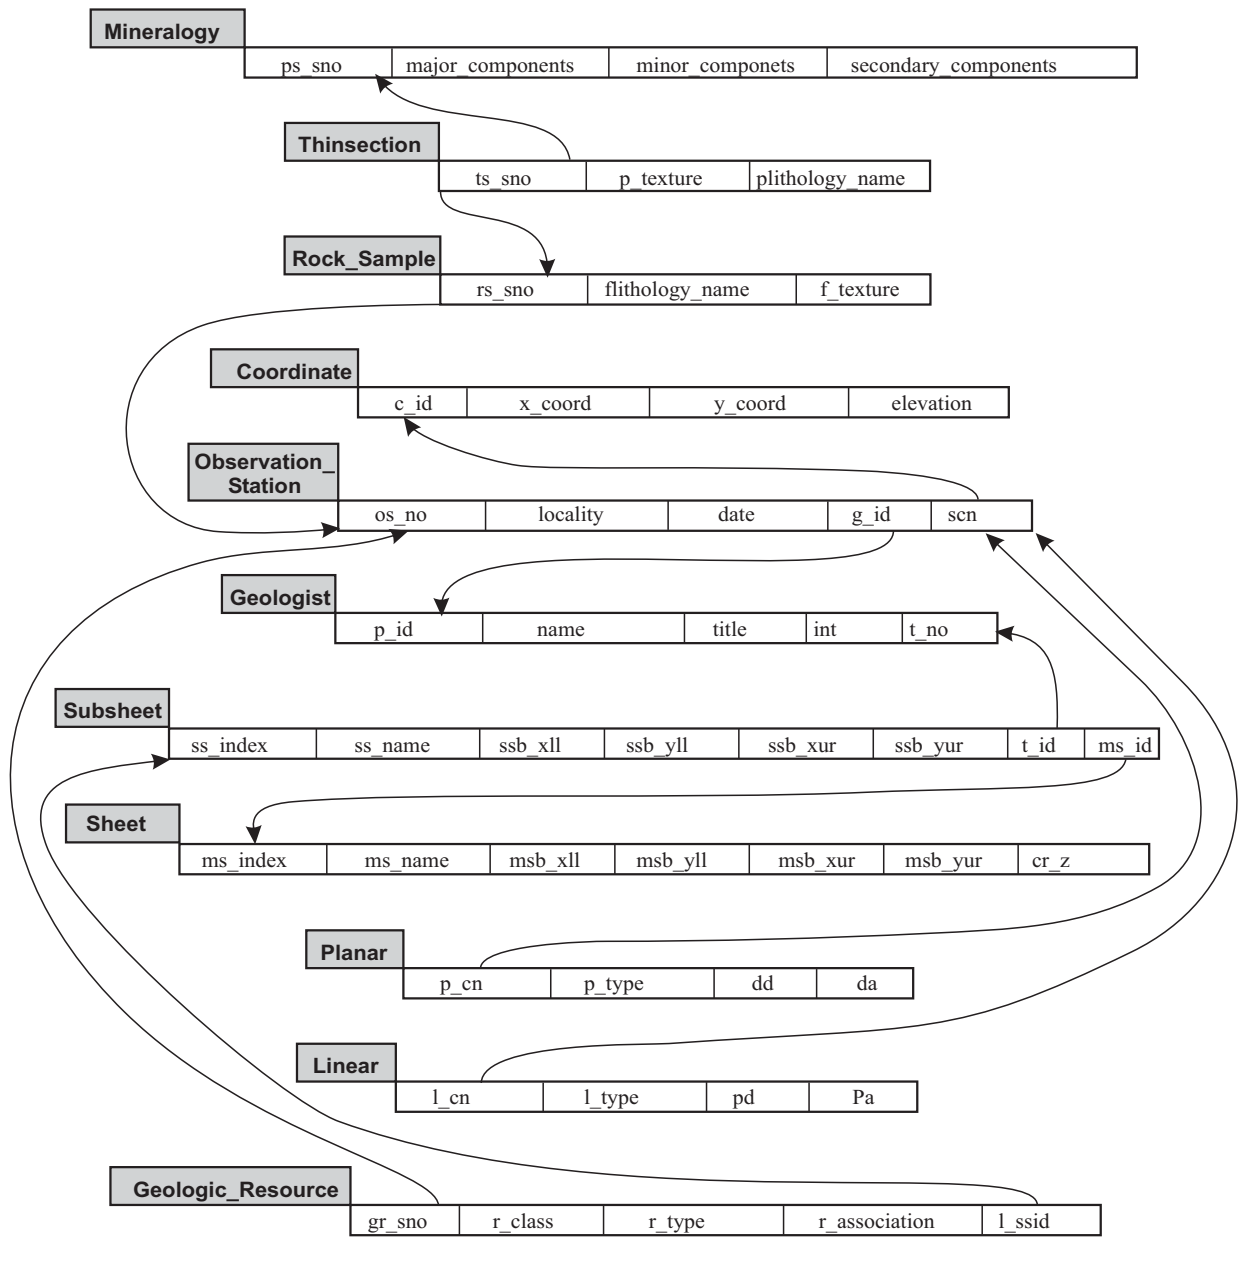 Mineralogy
ps_sno major_components minor_componets secondary_components
Thinsection
ts_sno p_texture plithology_name
Rock_Sample
rs_sno flithology_name f_texture
Coordinate
c_id x_coord y_coord elevation
Observation_
Station
os_no locality date g_id scn
Geologist
p_id name title int t_no
Subsheet
ss_index ss_name ssb_xll ssb_yll ssb_xur ssb_yur t_id ms_id
Sheet
ms_index ms_name msb_xll msb_yll msb_xur msb_yur cr_z
Planar
p_cn p_type dd da
Linear
l_cn l_type pd Pa
Geologic_Resource
gr_sno r_class r_type r_association l_ssid